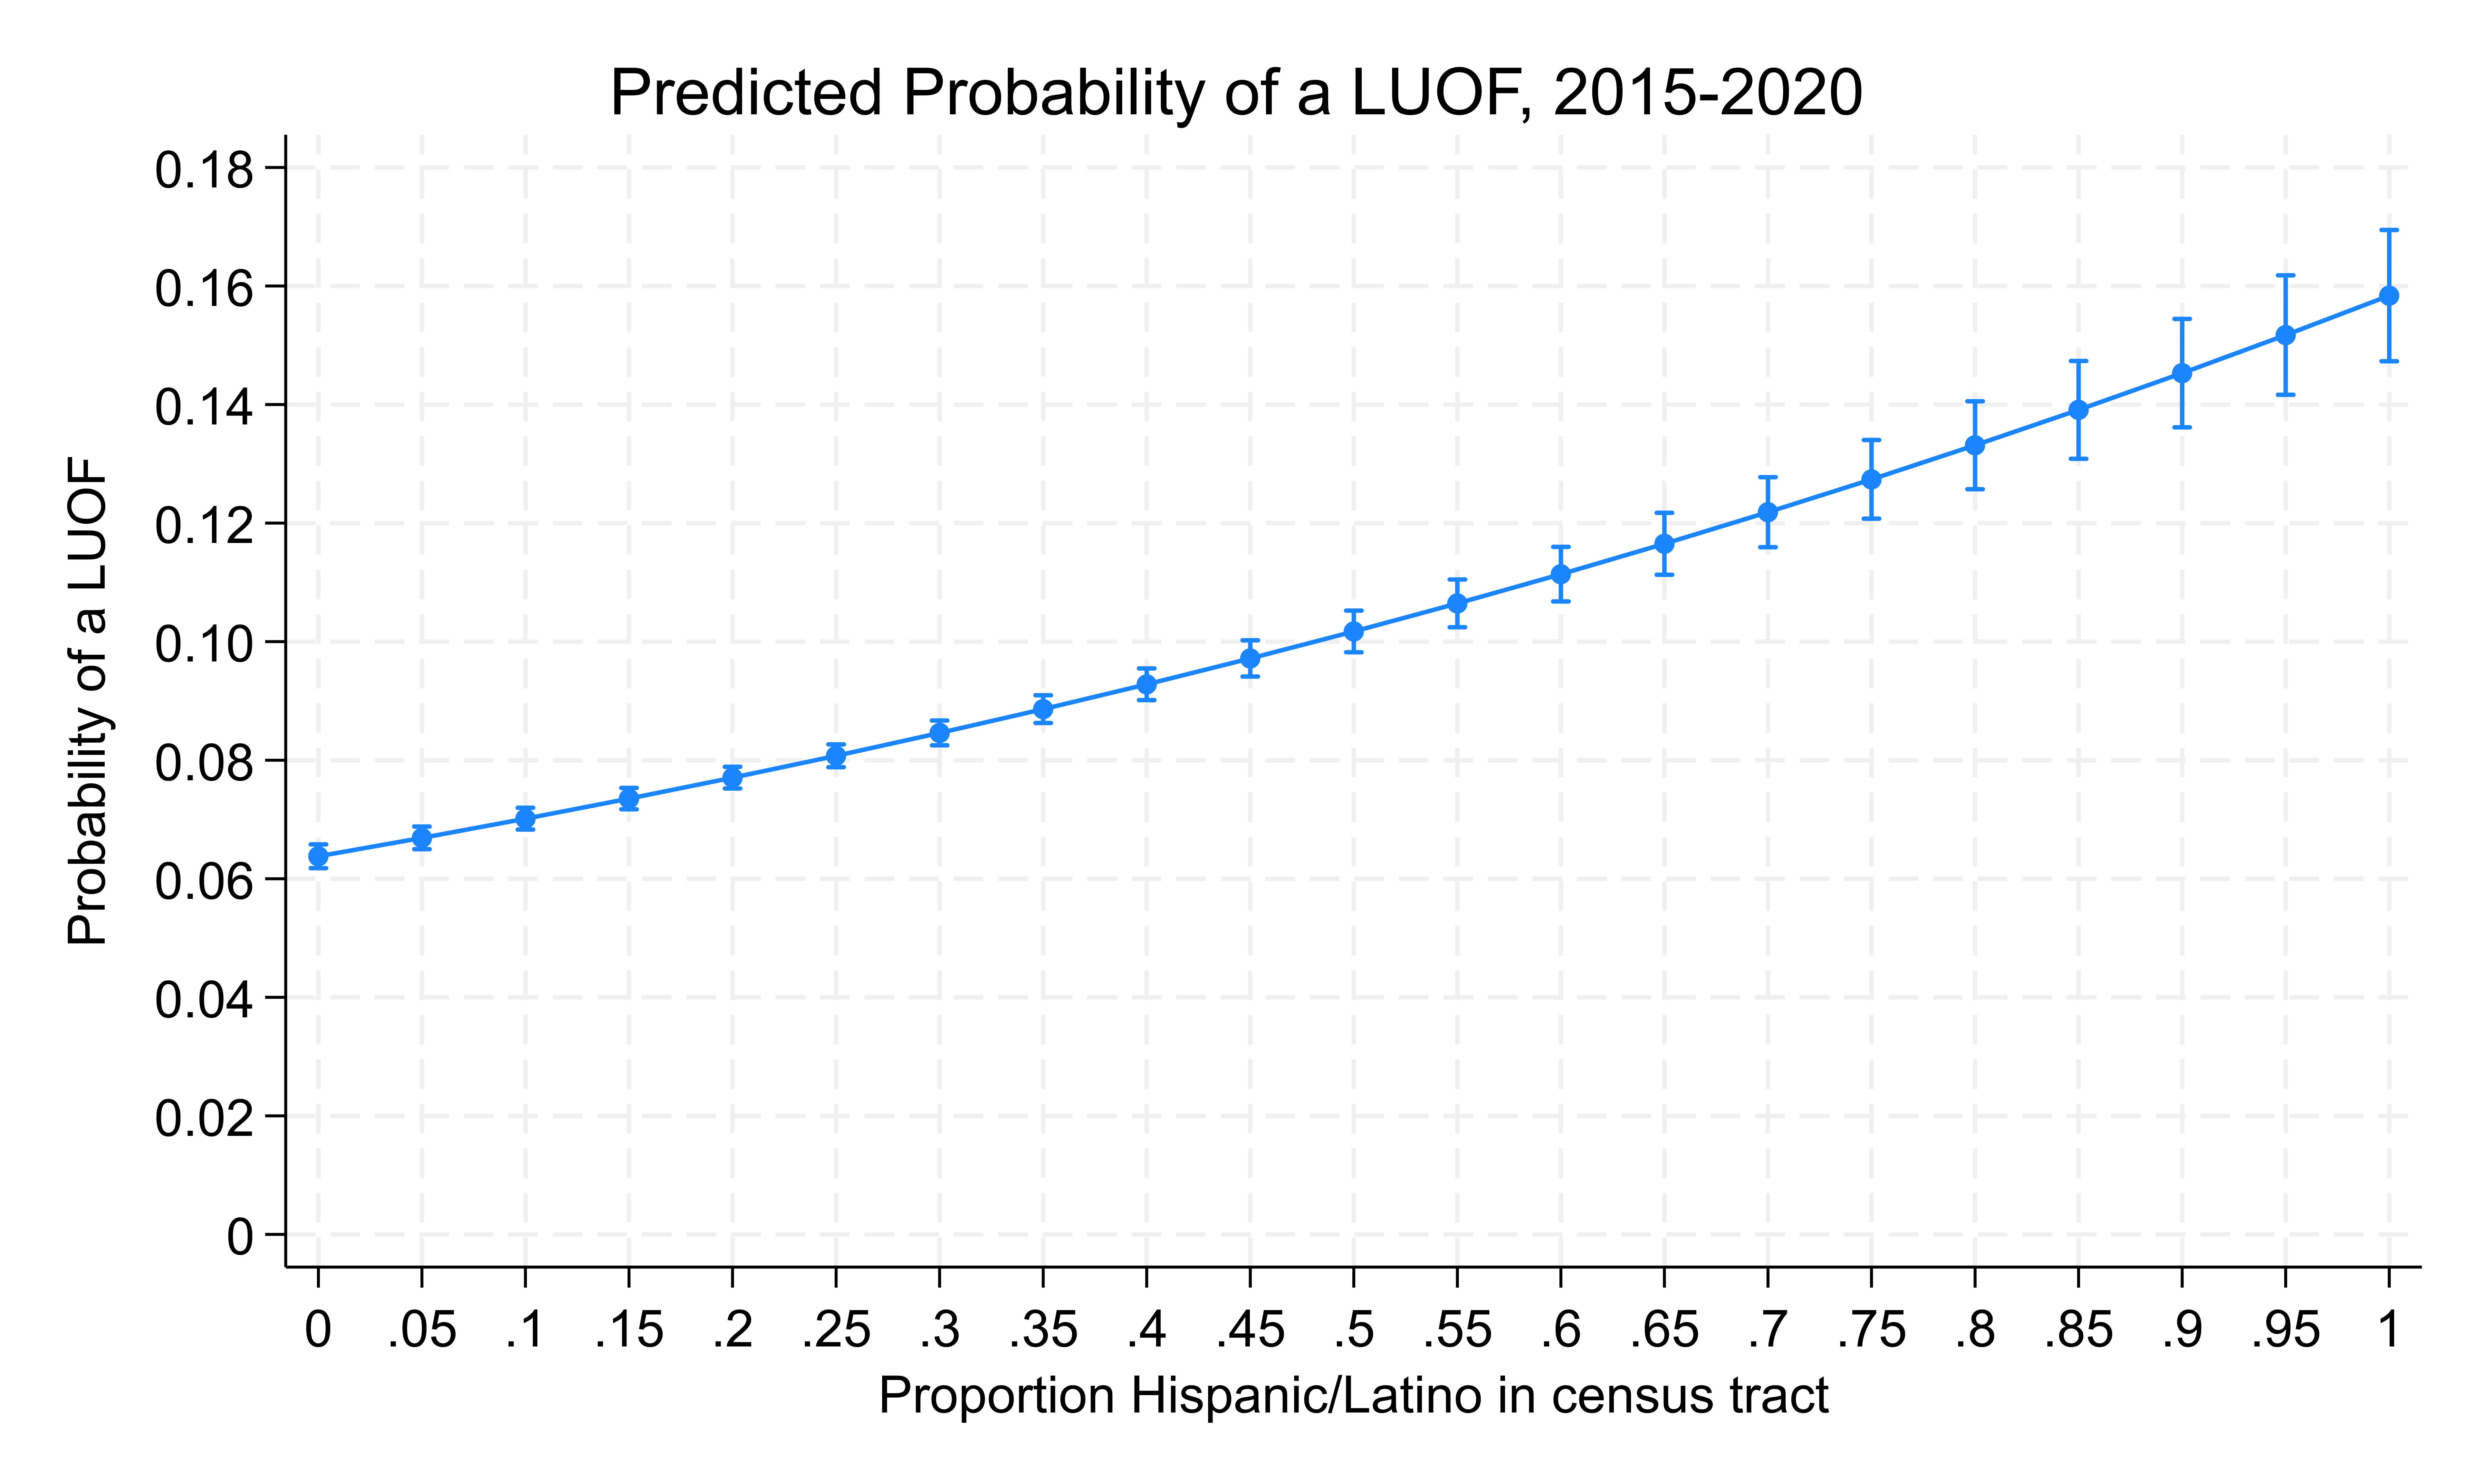 Predicted Probability of a LUOF, 2015-2020
Probability of a LUOF
0.18
0.16
0.14
0.12
0.10
0.08
0.06
0.04
0.02
0
0 .05 .1 .15 .2 .25 .3 .35 .4 .45 .5 .55 .6 .65 .7 .75 .8 .85 .9 .95 1
Proportion Hispanic/Latino in census tract